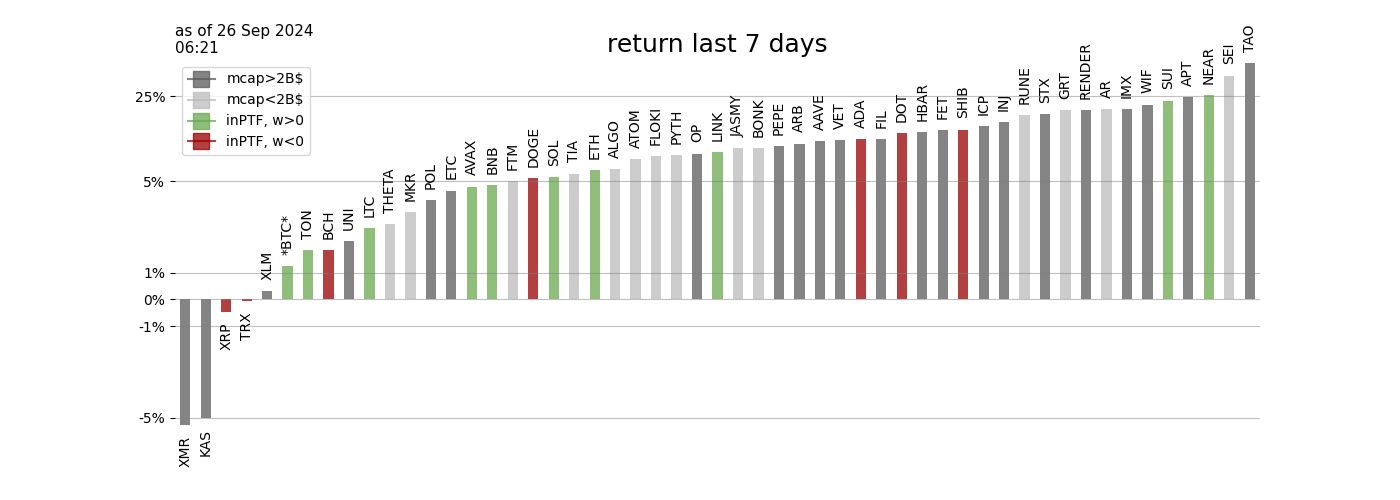 as of 26 Sep 2024
06:21
return last 7 days
mcap>2B$
mcap<2B$
inPTF, w>0
inPTF, w<0
25%
5%
1%
0%
-1%
-5%
XMR
KAS
XRP
TRX
XLM
*BTC*
TON
BCH
UNI
LTC
THETA
MKR
POL
ETC
AVAX
BNB
FTM
DOGE
SOL
TIA
ETH
ALGO
ATOM
FLOKI
PYTH
OP
LINK
JASMY
BONK
PEPE
ARB
AAVE
VET
ADA
FIL
DOT
HBAR
FET
SHIB
ICP
INJ
RUNE
STX
GRT
RENDER
AR
IMX
WIF
SUI
APT
NEAR
SEI
TAO